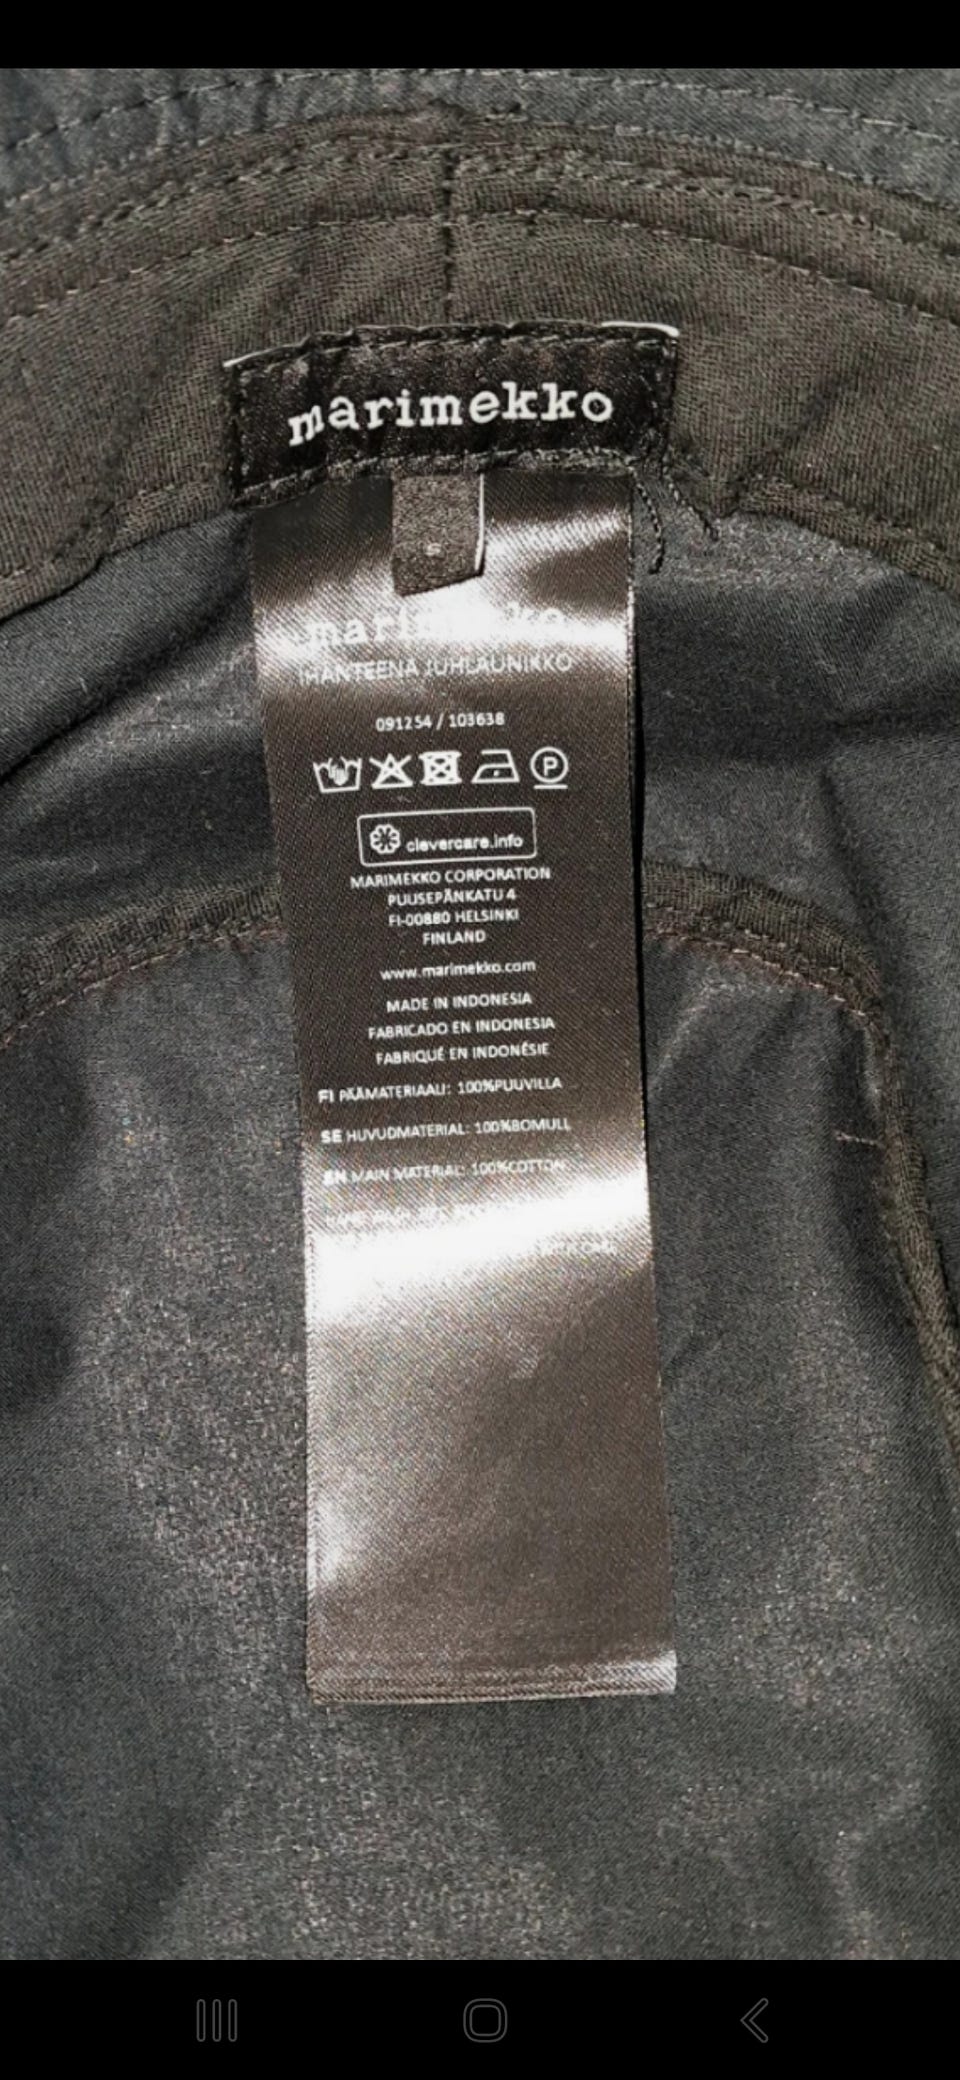 marimekko
S
marimekko
IHANTEENA JUHLAUNIKKO
091254 / 103638
P
clevercare.info
MARIMEKKO CORPORATION
PUUSEPÄNKATU 4
FI-00880 HELSINKI
FINLAND
www.marimekko.com
MADE IN INDONESIA
FABRICADO EN INDONESIA
FABRIQUÉ EN INDONÉSIE
FI PÄÄMATERIAALI: 100%PUUVILLA
SE HUVUDMATERIAL: 100%BOMULL
EN MAIN MATERIAL: 100%COTTON